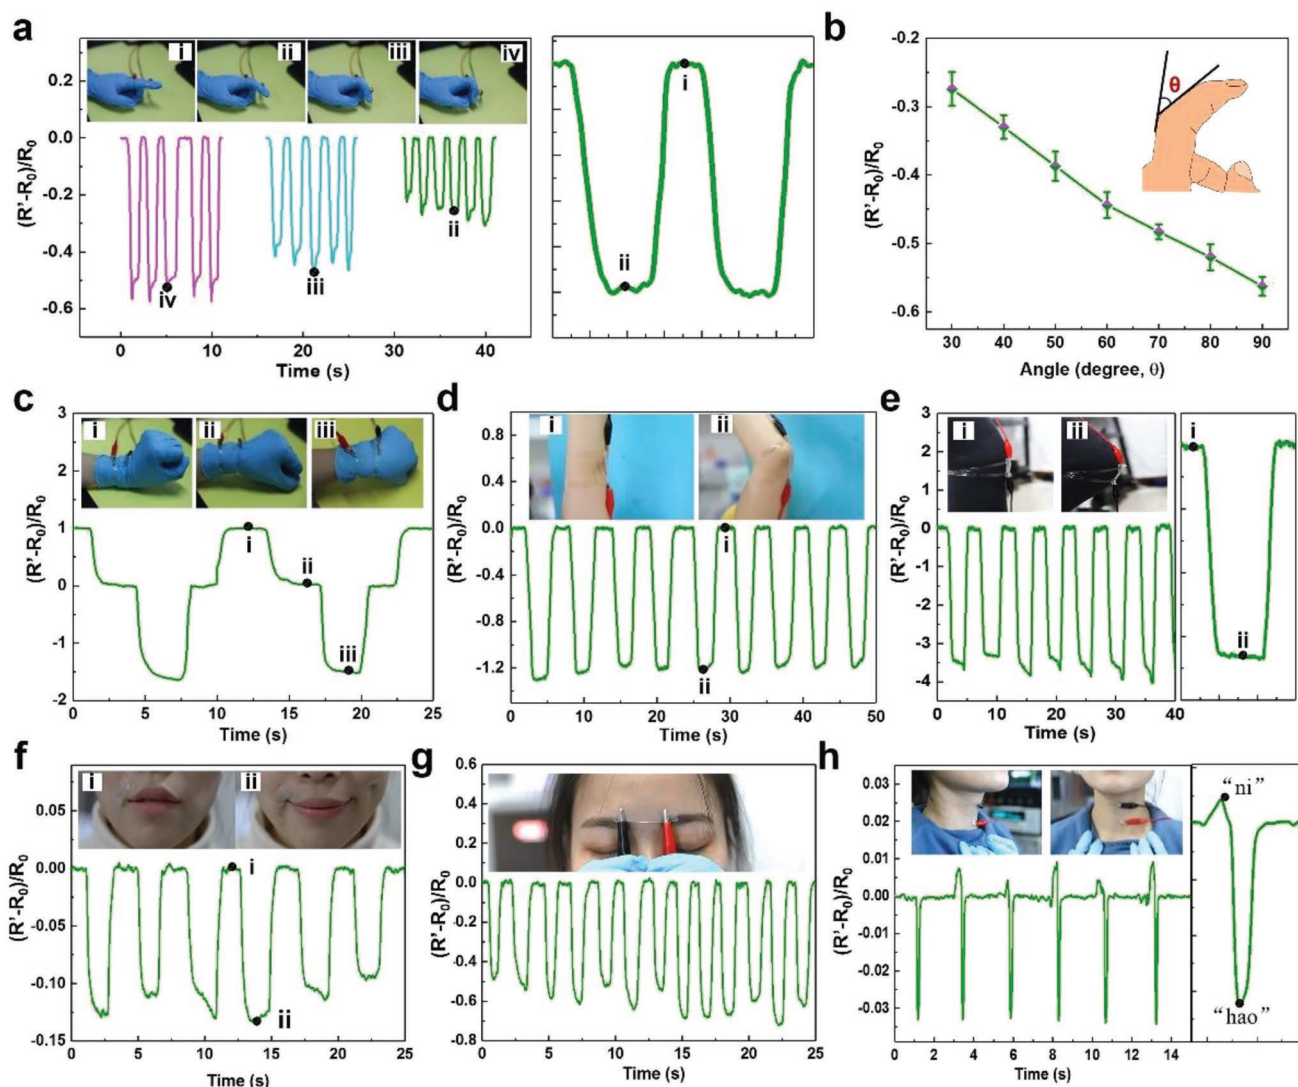 a
i ii iii iv
(R'-R0)/R0
0.2
0.0
-0.2
-0.4
-0.6
iv
iii
ii
0 10 20 30 40
Time (s)
i
ii
b
-0.2
-0.3
-0.4
-0.5
-0.6
(R'-R0)/R0
θ
30 40 50 60 70 80 90
Angle (degree, θ)
c
3
2
1
0
-1
-2
(R'-R0)/R0
i ii iii
i
ii
iii
0 5 10 15 20 25
Time (s)
d
0.8
0.4
0.0
-0.4
-0.8
-1.2
(R'-R0)/R0
i ii
i
ii
0 10 20 30 40 50
Time (s)
e
3
2
1
0
-1
-2
-3
-4
(R'-R0)/R0
i ii
0 10 20 30 40
Time (s)
i
ii
f
0.05
0.00
-0.05
-0.10
-0.15
(R'-R0)/R0
i ii
i
ii
0 5 10 15 20 25
Time (s)
g
0.6
0.4
0.2
0.0
-0.2
-0.4
-0.6
-0.8
(R'-R0)/R0
0 5 10 15 20 25
Time (s)
h
0.03
0.02
0.01
0.00
-0.01
-0.02
-0.03
(R'-R0)/R0
0 2 4 6 8 10 12 14
Time (s)
“ni”
“hao”